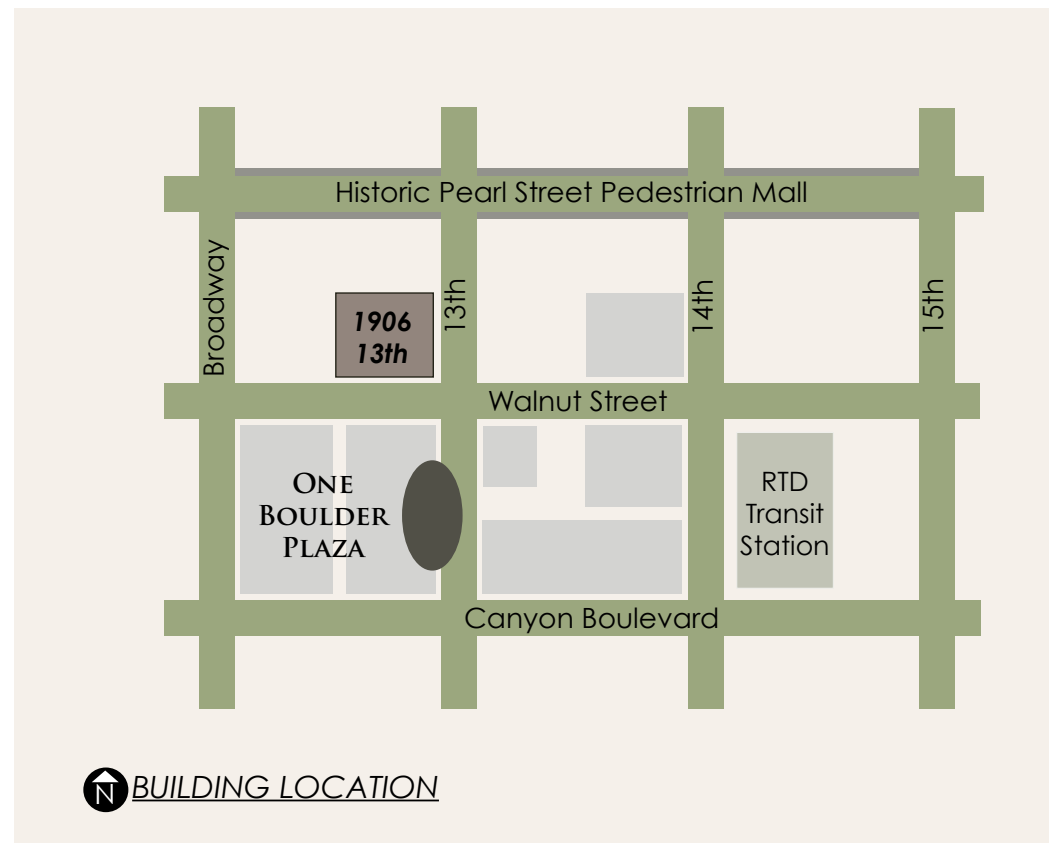 Historic Pearl Street Pedestrian Mall
Broadway
1906
13th
13th
14th
15th
Walnut Street
ONE
BOULDER
PLAZA
RTD
Transit
Station
Canyon Boulevard
N
BUILDING LOCATION